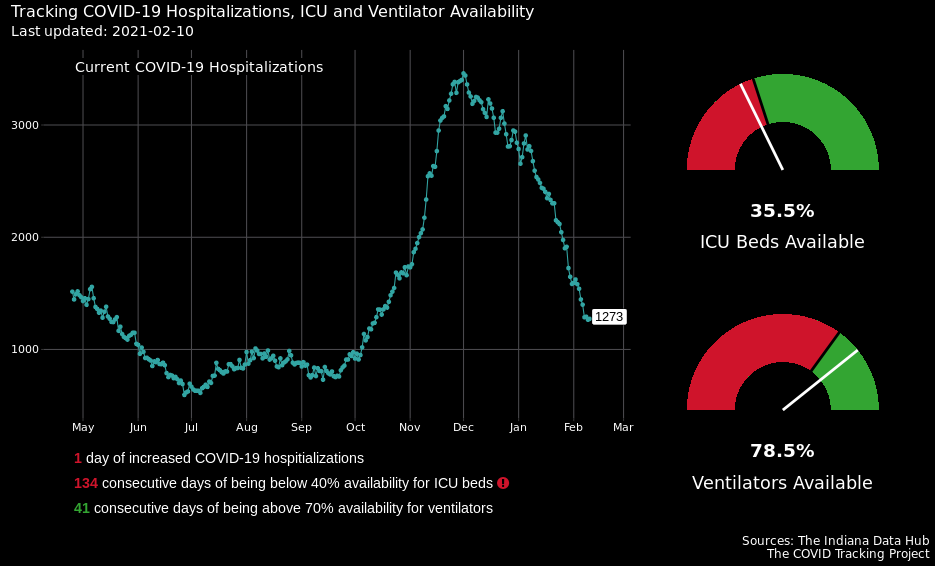 Tracking COVID-19 Hospitalizations, ICU and Ventilator Availability
Last updated: 2021-02-10
Current COVID-19 Hospitalizations
3000
2000
1000
1273
May Jun Jul Aug Sep Oct Nov Dec Jan Feb Mar
35.5%
ICU Beds Available
78.5%
Ventilators Available
1 day of increased COVID-19 hospitializations
134 consecutive days of being below 40% availability for ICU beds !
41 consecutive days of being above 70% availability for ventilators
Sources: The Indiana Data Hub
The COVID Tracking Project